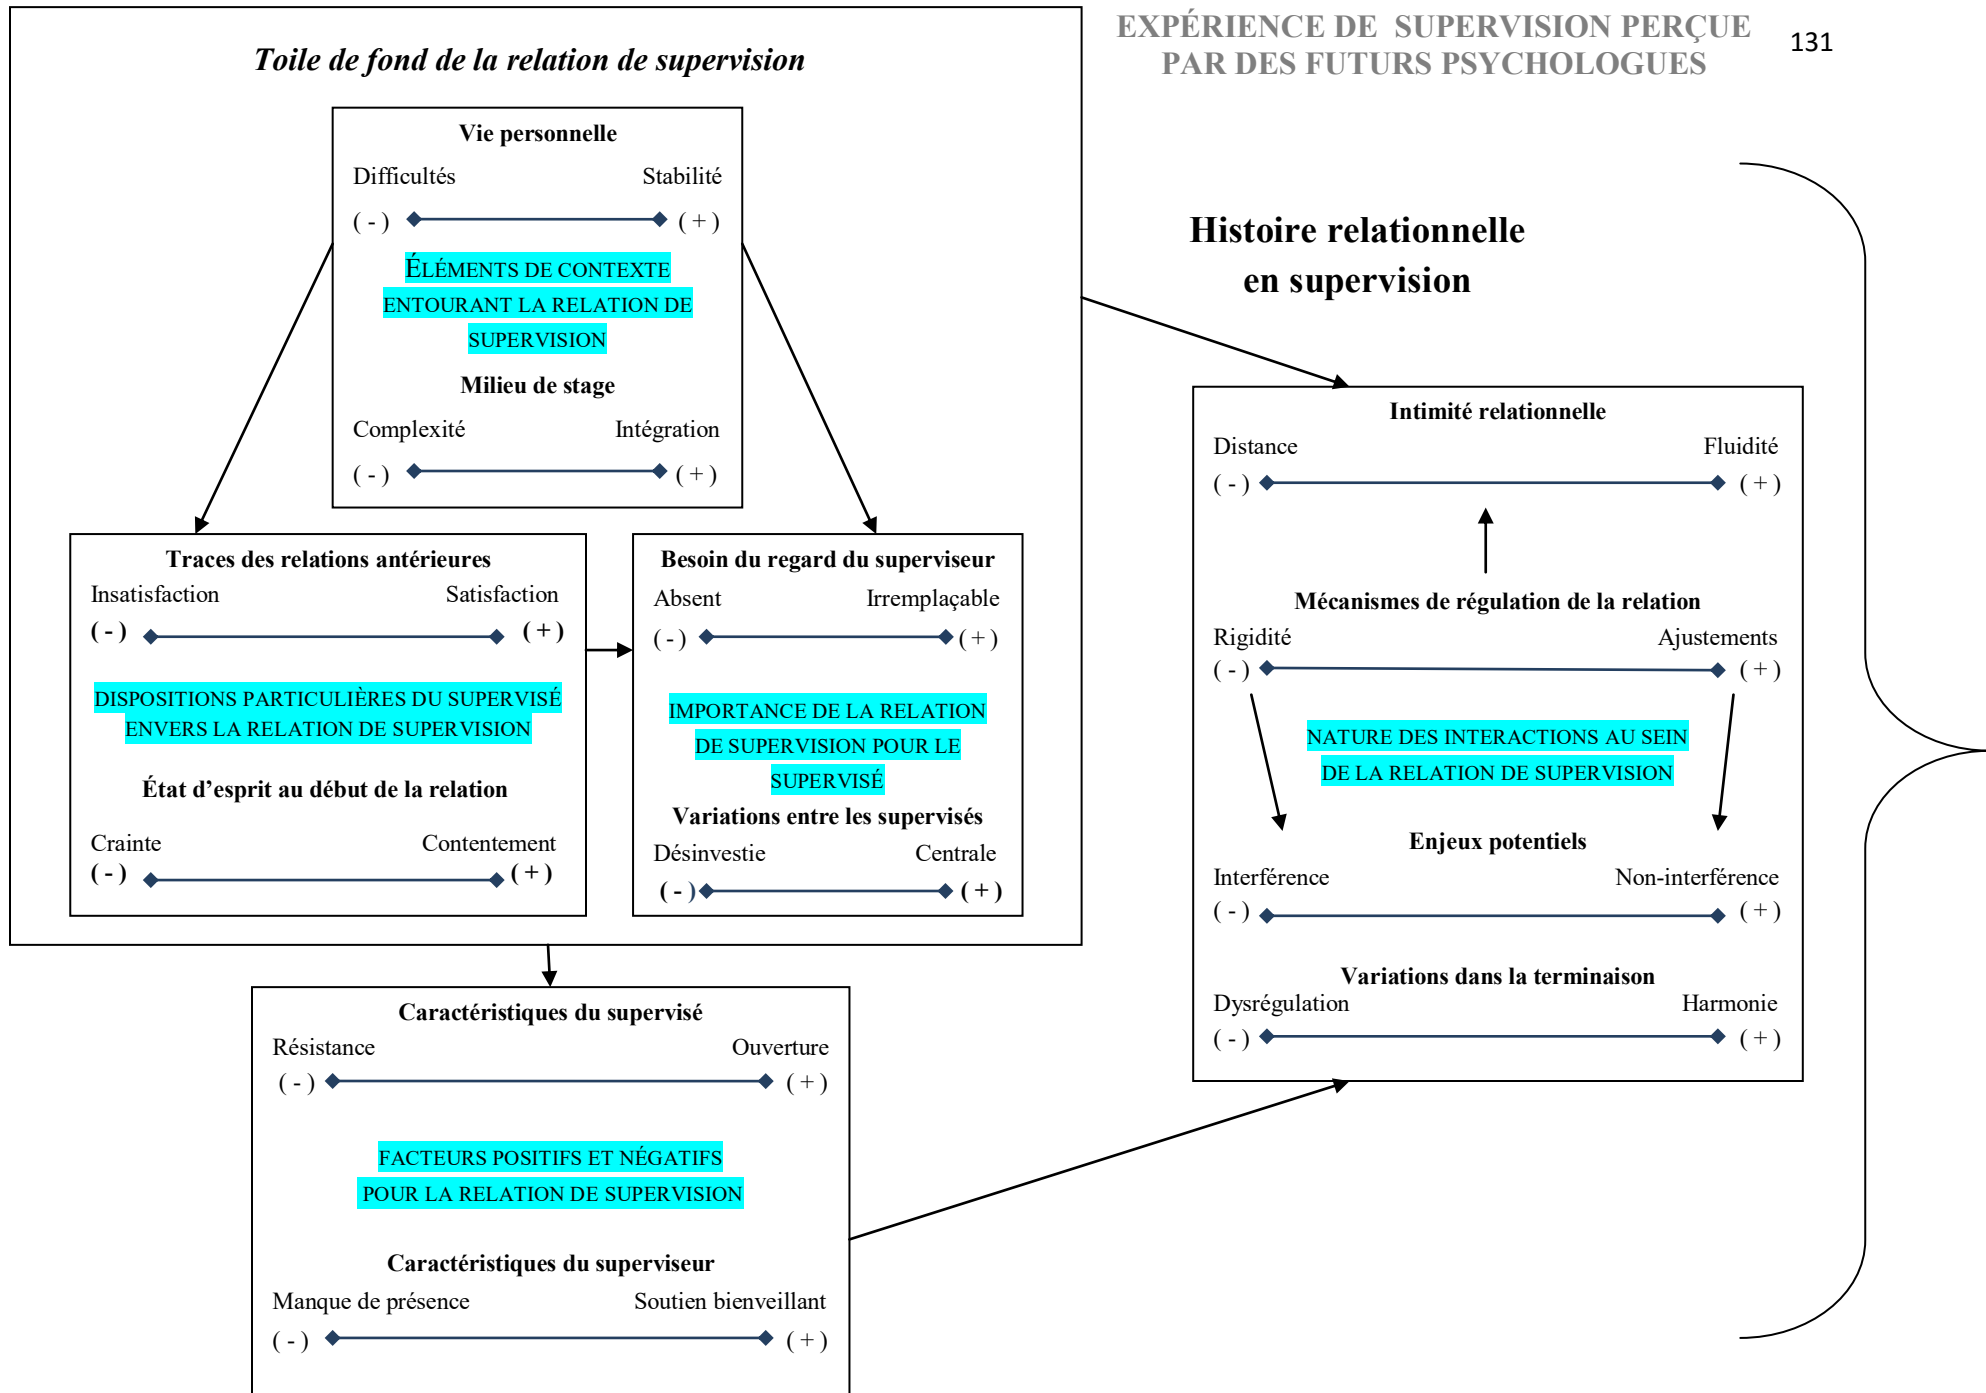 EXPÉRIENCE DE SUPERVISION PERÇUE
PAR DES FUTURS PSYCHOLOGUES
131
Toile de fond de la relation de supervision
Vie personnelle
Difficultés Stabilité
( - ) ( + )
ÉLÉMENTS DE CONTEXTE
ENTOURANT LA RELATION DE
SUPERVISION
Milieu de stage
Complexité Intégration
( - ) ( + )
Traces des relations antérieures
Insatisfaction Satisfaction
( - ) ( + )
DISPOSITIONS PARTICULIÈRES DU SUPERVISÉ
ENVERS LA RELATION DE SUPERVISION
État d’esprit au début de la relation
Crainte Contentement
( - ) ( + )
Besoin du regard du superviseur
Absent Irremplaçable
( - ) ( + )
IMPORTANCE DE LA RELATION
DE SUPERVISION POUR LE
SUPERVISÉ
Variations entre les supervisés
Désinvestie Centrale
( - ) ( + )
Caractéristiques du supervisé
Résistance Ouverture
( - ) ( + )
FACTEURS POSITIFS ET NÉGATIFS
POUR LA RELATION DE SUPERVISION
Caractéristiques du superviseur
Manque de présence Soutien bienveillant
( - ) ( + )
Histoire relationnelle
en supervision
Intimité relationnelle
Distance Fluidité
( - ) ( + )
Mécanismes de régulation de la relation
Rigidité Ajustements
( - ) ( + )
NATURE DES INTERACTIONS AU SEIN
DE LA RELATION DE SUPERVISION
Enjeux potentiels
Interférence Non-interférence
( - ) ( + )
Variations dans la terminaison
Dysrégulation Harmonie
( - ) ( + )